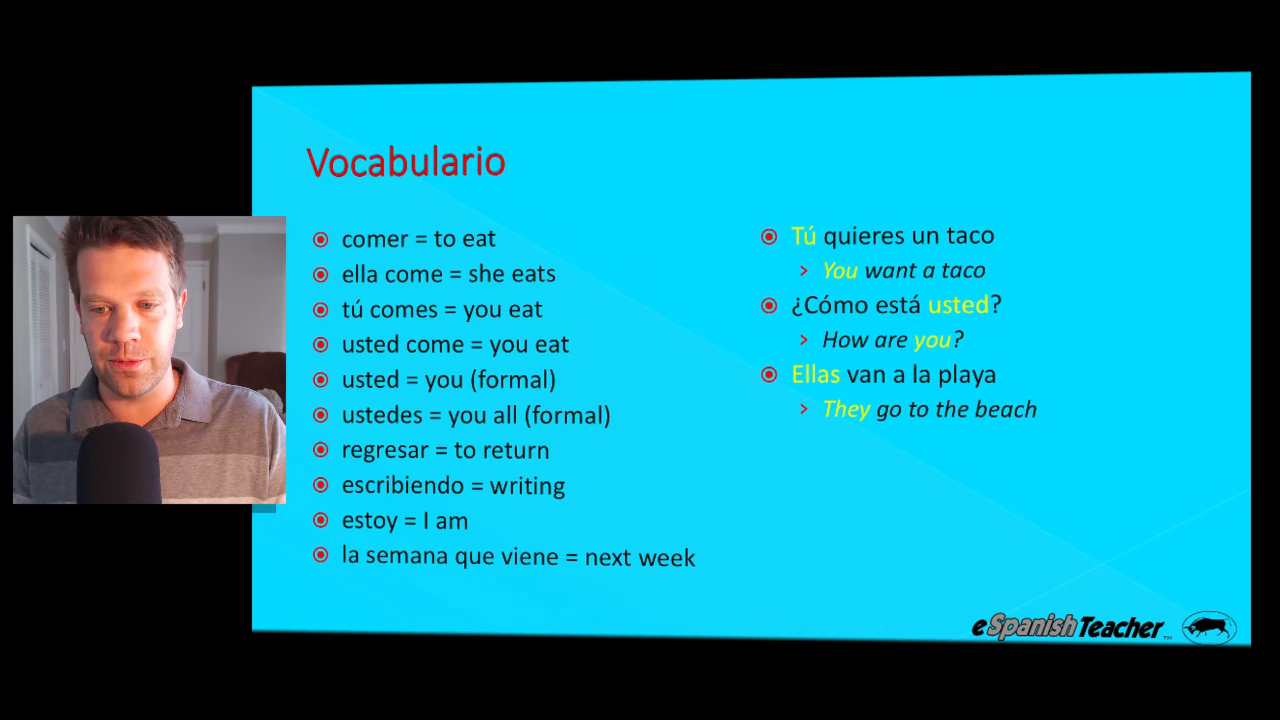 Vocabulario
comer = to eat
ella come = she eats
tú comes = you eat
usted come = you eat
usted = you (formal)
ustedes = you all (formal)
regresar = to return
escribiendo = writing
estoy = I am
la semana que viene = next week
Tú quieres un taco
You want a taco
¿Cómo está usted?
How are you?
Ellas van a la playa
They go to the beach
eSpanishTeacher™